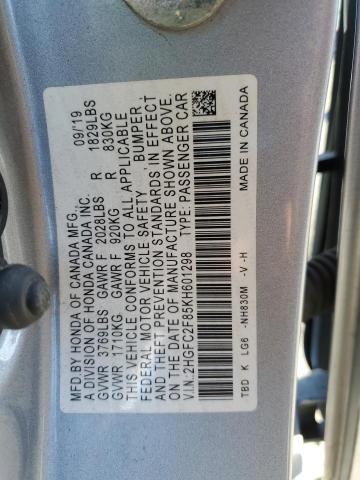 MFD BY HONDA OF CANADA MFG. 09/19
A DIVISION OF HONDA CANADA INC.
GVWR 3769LBS GAWR F 2028LBS R 1829LBS
GVWR 1710KG GAWR F 920KG R 830KG
THIS VEHICLE CONFORMS TO ALL APPLICABLE
FEDERAL MOTOR VEHICLE SAFETY, BUMPER,
AND THEFT PREVENTION STANDARDS IN EFFECT
ON THE DATE OF MANUFACTURE SHOWN ABOVE.
V.I.N.:2HGFC2F85KH601298 TYPE: PASSENGER CAR
TBD K LG6 -NH830M -V -H MADE IN CANADA